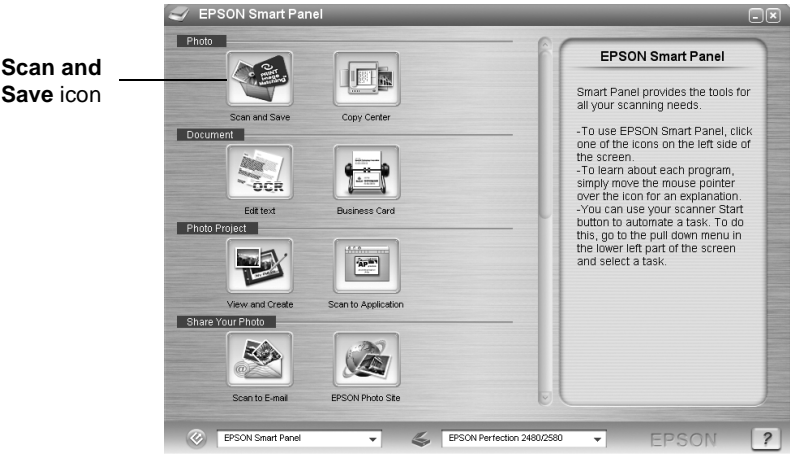 EPSON Smart Panel
Scan and
Save icon
Photo
PRINT
Image
Matching
Scan and Save
Copy Center
Document
OCR
Edit text
Business Card
Photo Project
View and Create
Scan to Application
Share Your Photo
Scan to E-mail
EPSON Photo Site
EPSON Smart Panel
Smart Panel provides the tools for
all your scanning needs.
-To use EPSON Smart Panel, click
one of the icons on the left side of
the screen.
-To learn about each program,
simply move the mouse pointer
over the icon for an explanation.
-You can use your scanner Start
button to automate a task. To do
this, go to the pull down menu in
the lower left part of the screen
and select a task.
EPSON Smart Panel
EPSON Perfection 2480/2580
EPSON
?